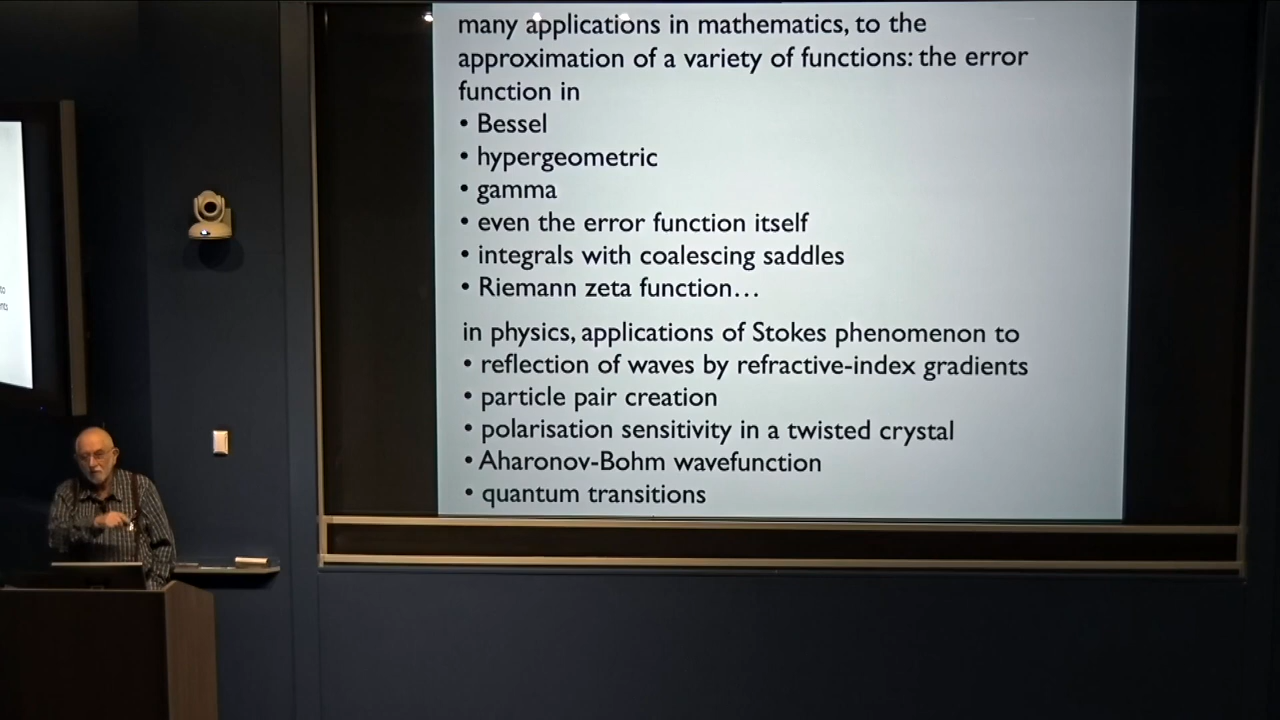 many applications in mathematics, to the
approximation of a variety of functions: the error
function in
• Bessel
• hypergeometric
• gamma
• even the error function itself
• integrals with coalescing saddles
• Riemann zeta function…
in physics, applications of Stokes phenomenon to
• reflection of waves by refractive-index gradients
• particle pair creation
• polarisation sensitivity in a twisted crystal
• Aharonov-Bohm wavefunction
• quantum transitions